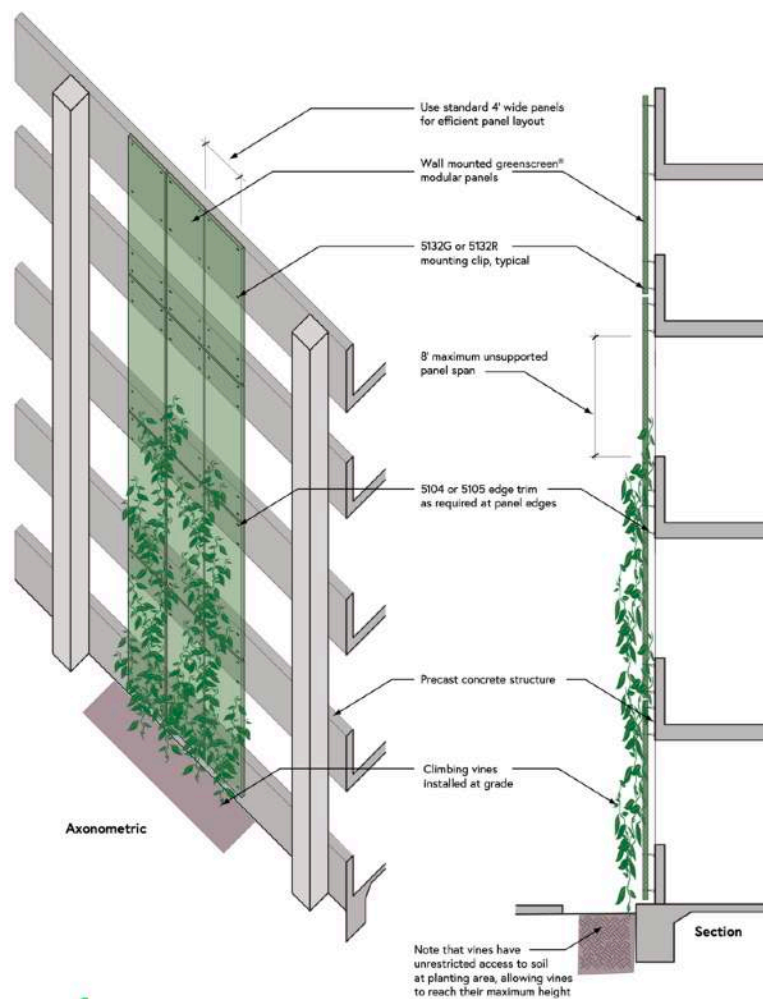 Use standard 4' wide panels
for efficient panel layout
Wall mounted greenscreen®
modular panels
5132G or 5132R
mounting clip, typical
8' maximum unsupported
panel span
5104 or 5105 edge trim
as required at panel edges
Precast concrete structure
Climbing vines
installed at grade
Axonometric
Section
Note that vines have
unrestricted access to soil
at planting area, allowing vines
to reach their maximum height